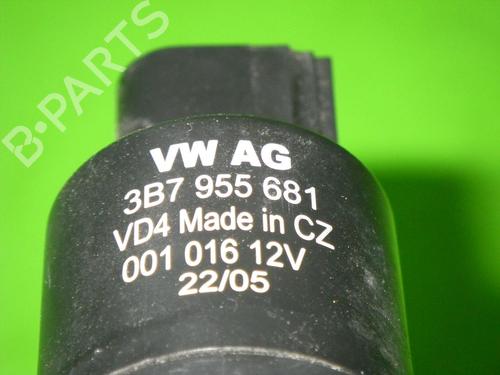 B-PARTS
VW AG
3B7 955 681
VD4 Made in CZ
001 016 12V
22/05